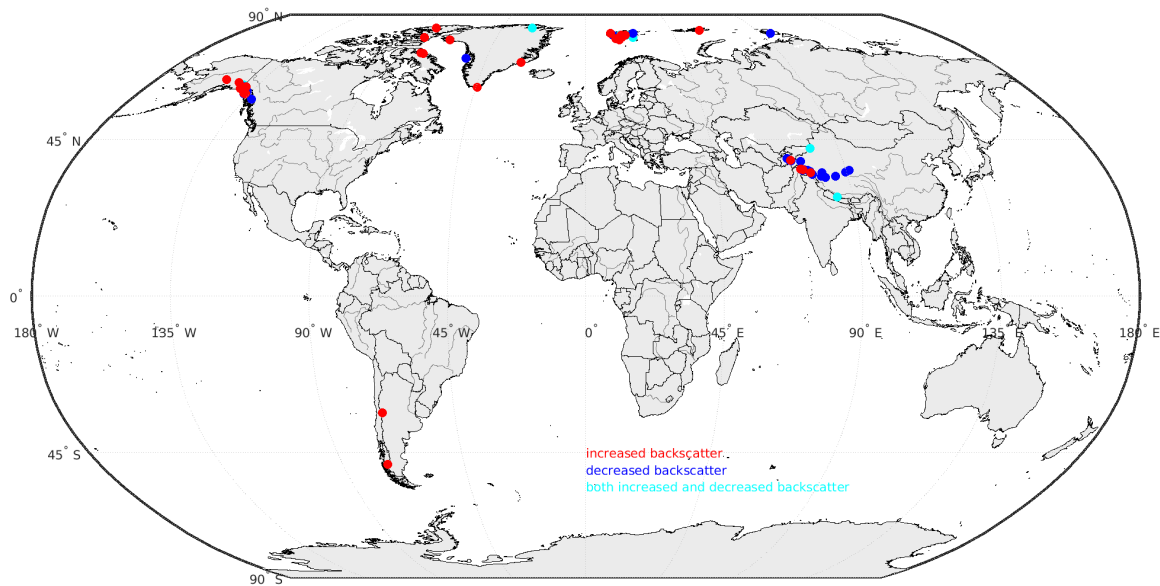 90° N
45° N
0°
180° W
135° W
90° W
45° W
0°
45° E
90° E
135° E
180° E
45° S
increased backscatter
decreased backscatter
both increased and decreased backscatter
90° S